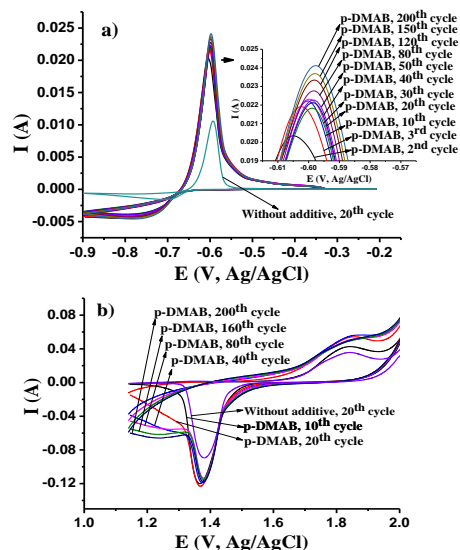 a)
p-DMAB, 200th cycle
p-DMAB, 150th cycle
p-DMAB, 120th cycle
p-DMAB, 80th cycle
p-DMAB, 50th cycle
p-DMAB, 40th cycle
p-DMAB, 30th cycle
p-DMAB, 20th cycle
p-DMAB, 10th cycle
p-DMAB, 3rd cycle
p-DMAB, 2nd cycle
I (A)
0.025
0.024
0.023
0.022
0.021
0.020
0.019
-0.61 -0.60 -0.59 -0.58 -0.57
E (V, Ag/AgCl)
Without additive, 20th cycle
I (A)
0.025
0.020
0.015
0.010
0.005
0.000
-0.005
-0.9 -0.8 -0.7 -0.6 -0.5 -0.4 -0.3 -0.2
E (V, Ag/AgCl)
b)
p-DMAB, 200th cycle
p-DMAB, 160th cycle
p-DMAB, 80th cycle
p-DMAB, 40th cycle
Without additive, 20th cycle
p-DMAB, 10th cycle
p-DMAB, 20th cycle
I (A)
0.08
0.04
0.00
-0.04
-0.08
-0.12
1.0 1.2 1.4 1.6 1.8 2.0
E (V, Ag/AgCl)